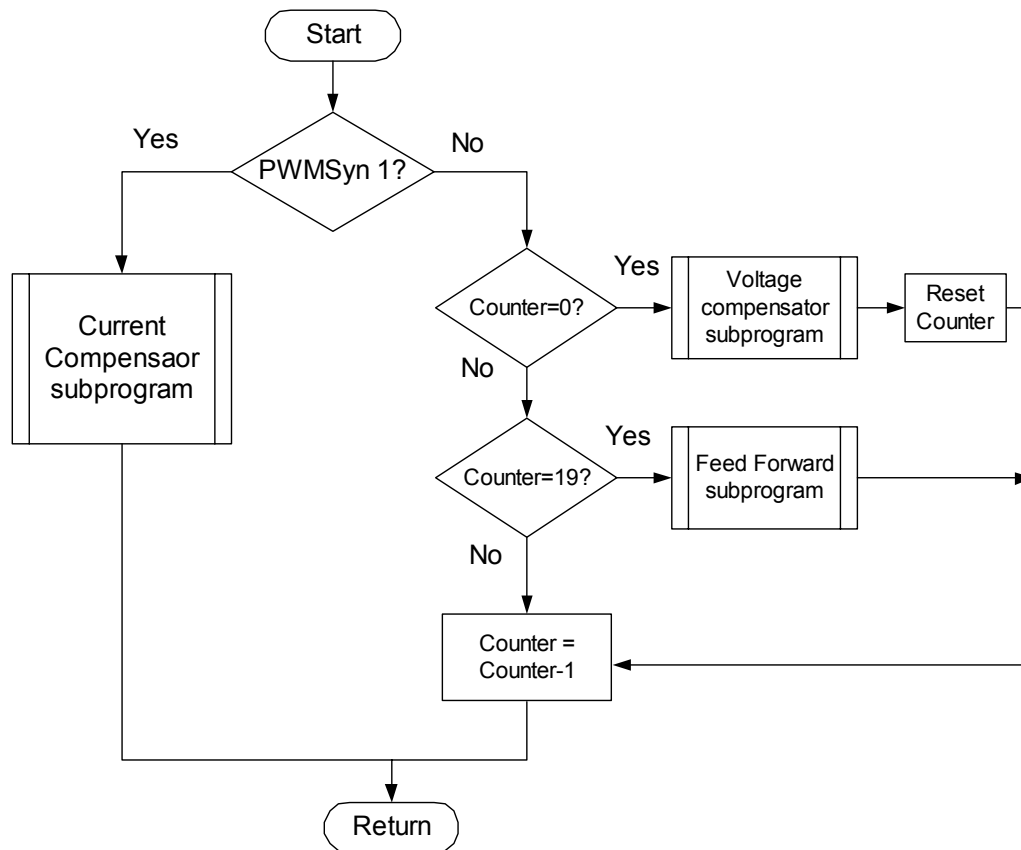 Start
Yes
No
PWMSyn 1?
Current
Compensaor
subprogram
Counter=0?
Yes
Voltage
compensator
subprogram
Reset
Counter
No
Counter=19?
Yes
Feed Forward
subprogram
No
Counter =
Counter-1
Return